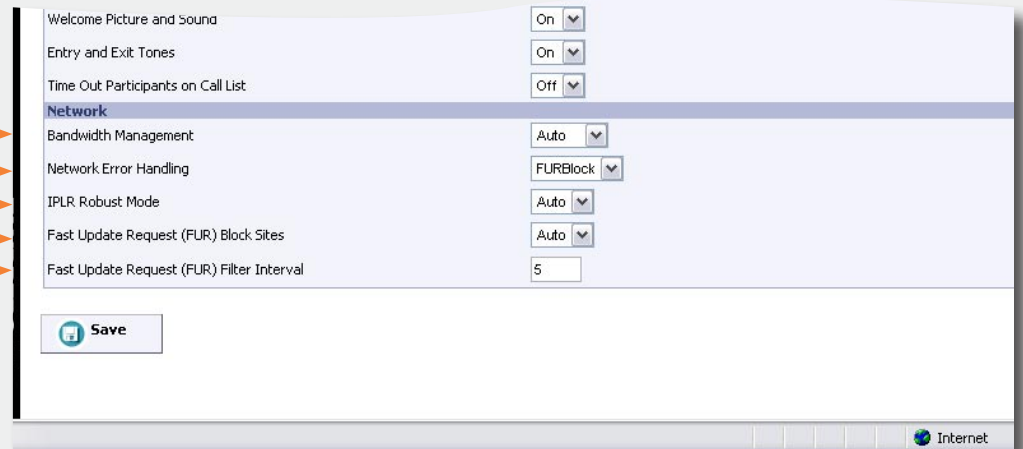 Welcome Picture and Sound On
Entry and Exit Tones On
Time Out Participants on Call List Off
Network
Bandwidth Management Auto
Network Error Handling FURBlock
IPLR Robust Mode Auto
Fast Update Request (FUR) Block Sites Auto
Fast Update Request (FUR) Filter Interval 5
Save
Internet